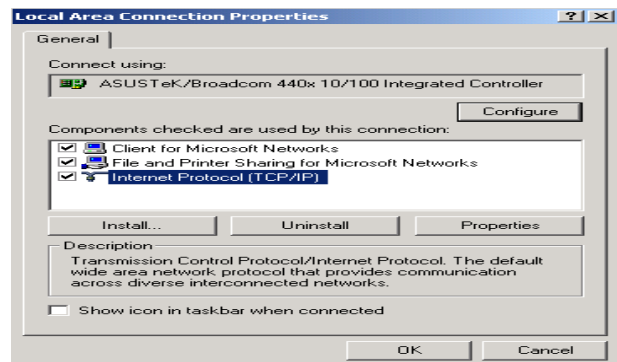 Local Area Connection Properties
General
Connect using:
ASUSTeK/Broadcom 440x 10/100 Integrated Controller
Configure
Components checked are used by this connection:
Client for Microsoft Networks
File and Printer Sharing for Microsoft Networks
Internet Protocol (TCP/IP)
Install... Uninstall Properties
Description
Transmission Control Protocol/Internet Protocol. The default
wide area network protocol that provides communication
across diverse interconnected networks.
Show icon in taskbar when connected
OK Cancel